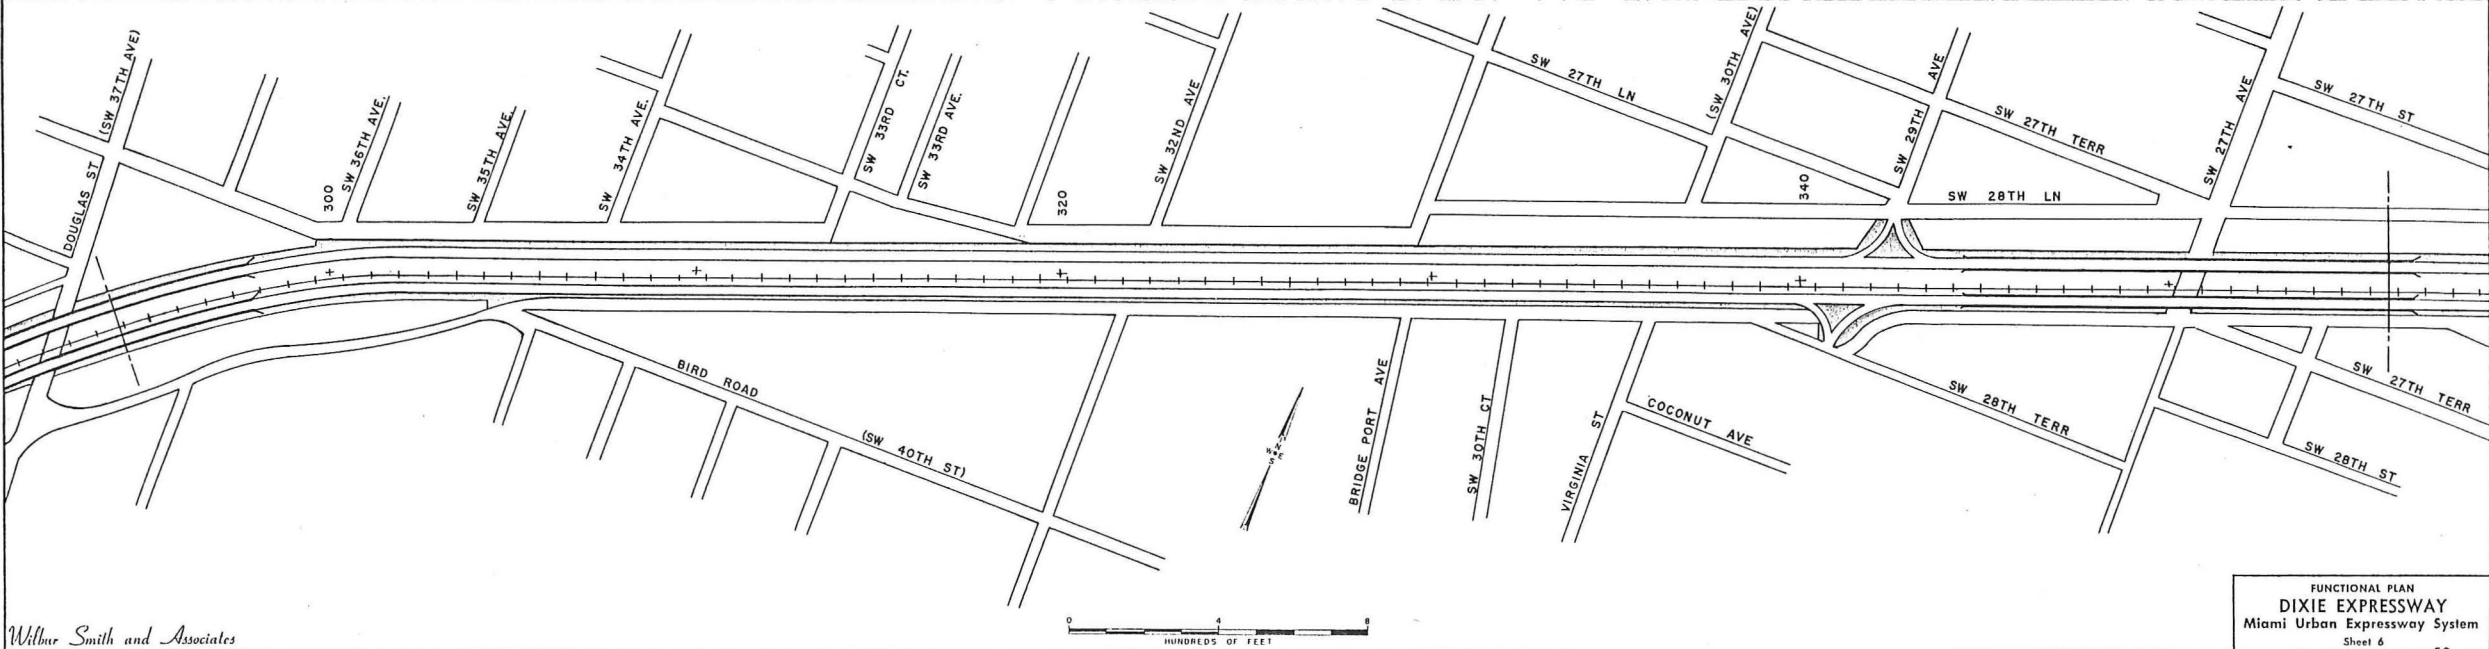 (SW 37TH AVE)
DOUGLAS ST
SW 36TH AVE.
300
SW 35TH AVE.
SW 34TH AVE.
SW 33RD CT.
SW 33RD AVE.
320
SW 32ND AVE
SW 27TH LN
(SW 30TH AVE)
SW 29TH AVE
340
SW 27TH TERR
SW 28TH LN
SW 27TH AVE
SW 27TH ST
BIRD ROAD
(SW 40TH ST)
N
W E
S
BRIDGE PORT AVE
SW 30TH CT
VIRGINIA ST
COCONUT AVE
SW 28TH TERR
SW 27TH TERR
SW 28TH ST
Wilbur Smith and Associates
0 4 8
HUNDREDS OF FEET
FUNCTIONAL PLAN
DIXIE EXPRESSWAY
Miami Urban Expressway System
Sheet 6